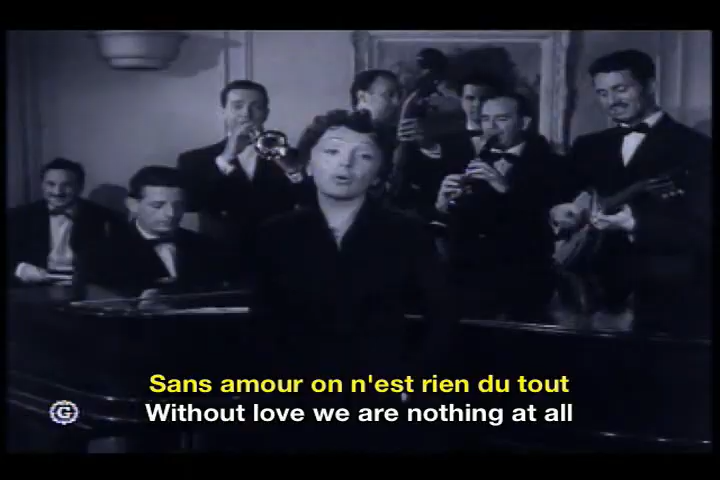 Sans amour on n'est rien du tout
Without love we are nothing at all
G